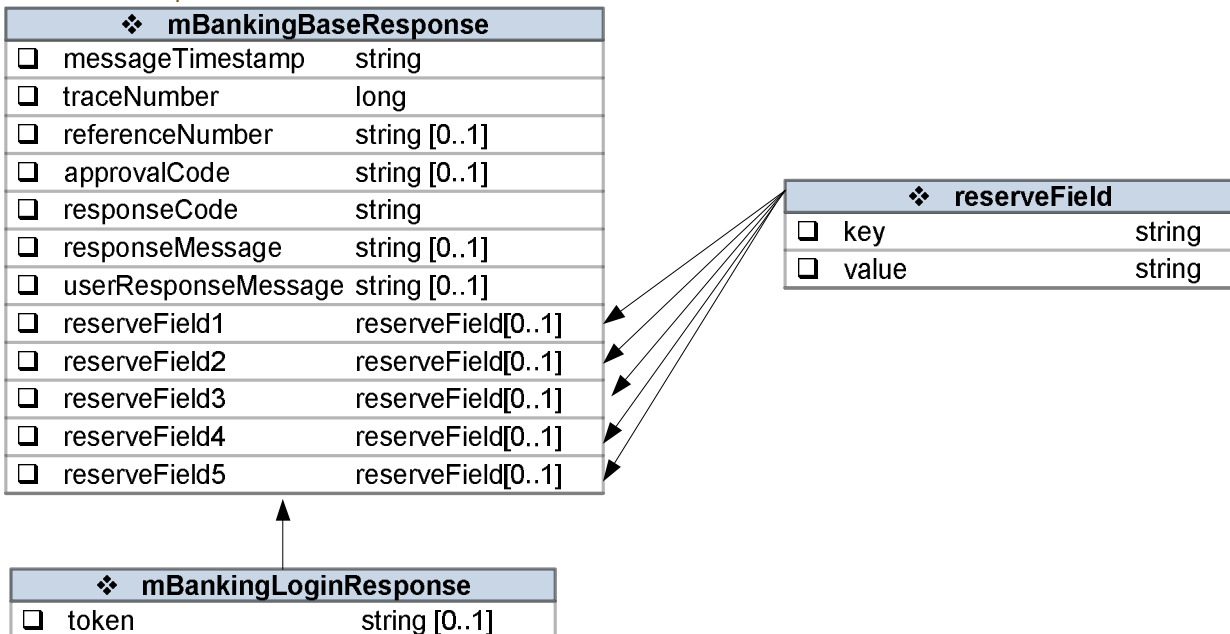 mBankingBaseResponse
messageTimestamp string
traceNumber long
referenceNumber string [0..1]
approvalCode string [0..1]
responseCode string
responseMessage string [0..1]
userResponseMessage string [0..1]
reserveField1 reserveField[0..1]
reserveField2 reserveField[0..1]
reserveField3 reserveField[0..1]
reserveField4 reserveField[0..1]
reserveField5 reserveField[0..1]
reserveField
key string
value string
mBankingLoginResponse
token string [0..1]